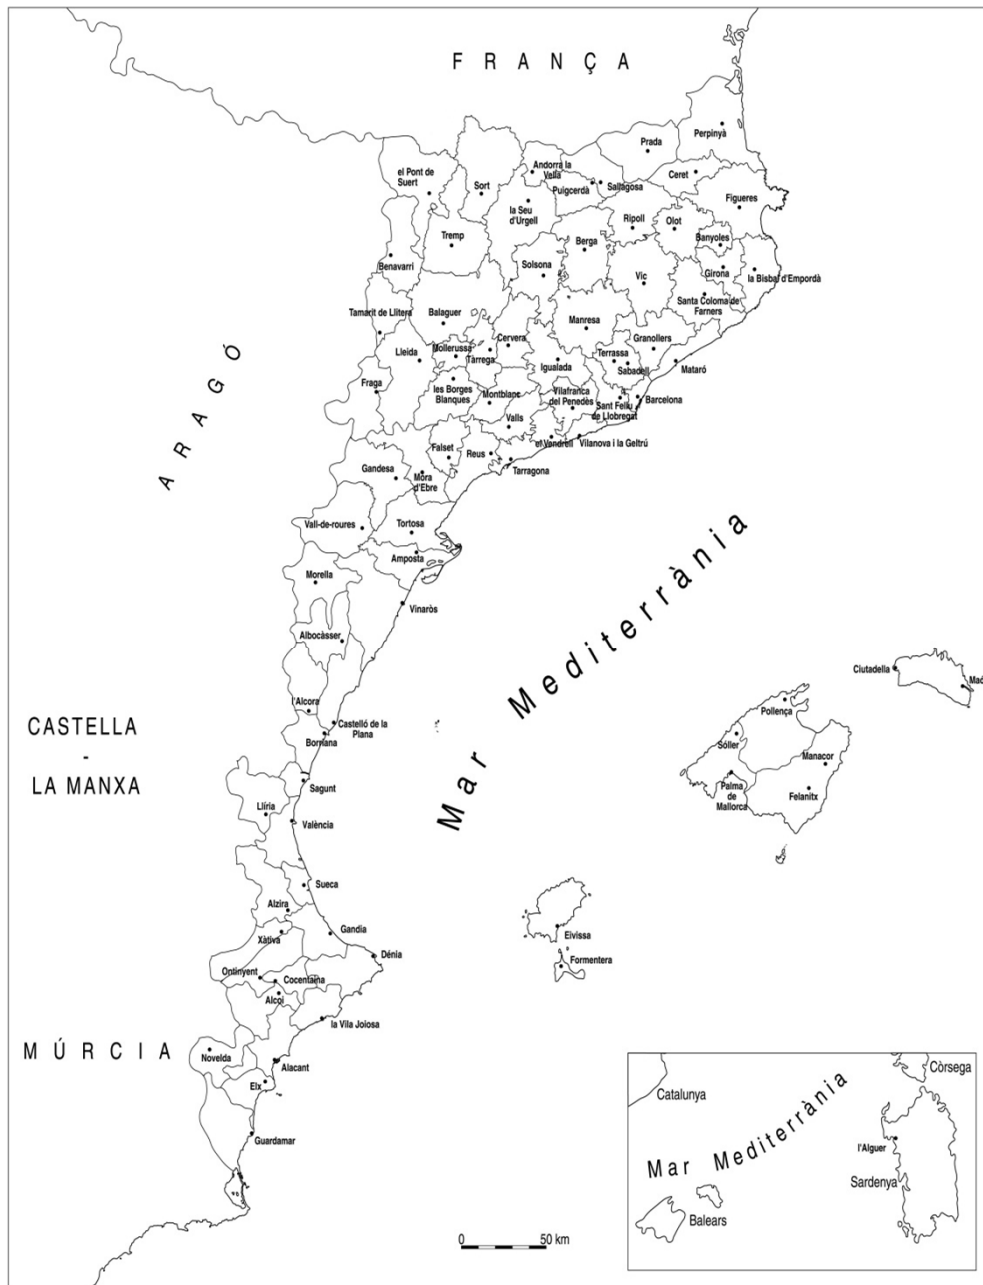 FRANÇA
Perpinyà
Prada
Andorra la
Vella
el Pont de
Suert
Ceret
Sort
Puigcerdà
Sallagosa
Figueres
la Seu
d'Urgell
Ripoll
Olot
Tremp
Berga
Banyoles
Benavarri
Solsona
Vic
Girona
la Bisbal d'Empordà
Santa Coloma de
Farners
Tamarit de Llitera
Balaguer
Manresa
Cervera
Granollers
Mollerussa
Lleida
Tàrrega
Terrassa
Igualada
Sabadell
Mataró
Fraga
les Borges
Blanques
Montblanc
Vilafranca
del Penedès
Sant Feliu
de Llobregat
Barcelona
Valls
el Vendrell
Vilanova i la Geltrú
Falset
Reus
Tarragona
ARAGÓ
Gandesa
Móra
d'Ebre
Vall-de-roures
Tortosa
Amposta
Morella
Vinaròs
Albocàsser
Mar Mediterrània
Ciutadella
Maó
l'Alcora
Pollença
CASTELLA
-
LA MANXA
Castelló de la
Plana
Borriana
Sóller
Manacor
Sagunt
Palma
de
Mallorca
Felanitx
Llíria
València
Sueca
Alzira
Gandia
Xàtiva
Eivissa
Dénia
Formentera
Ontinyent
Cocentaina
Alcoi
la Vila Joiosa
MÚRCIA
Novelda
Alacant
Elx
Guardamar
Còrsega
Catalunya
Mar Mediterrània
l'Alguer
Sardenya
Balears
0 50 km